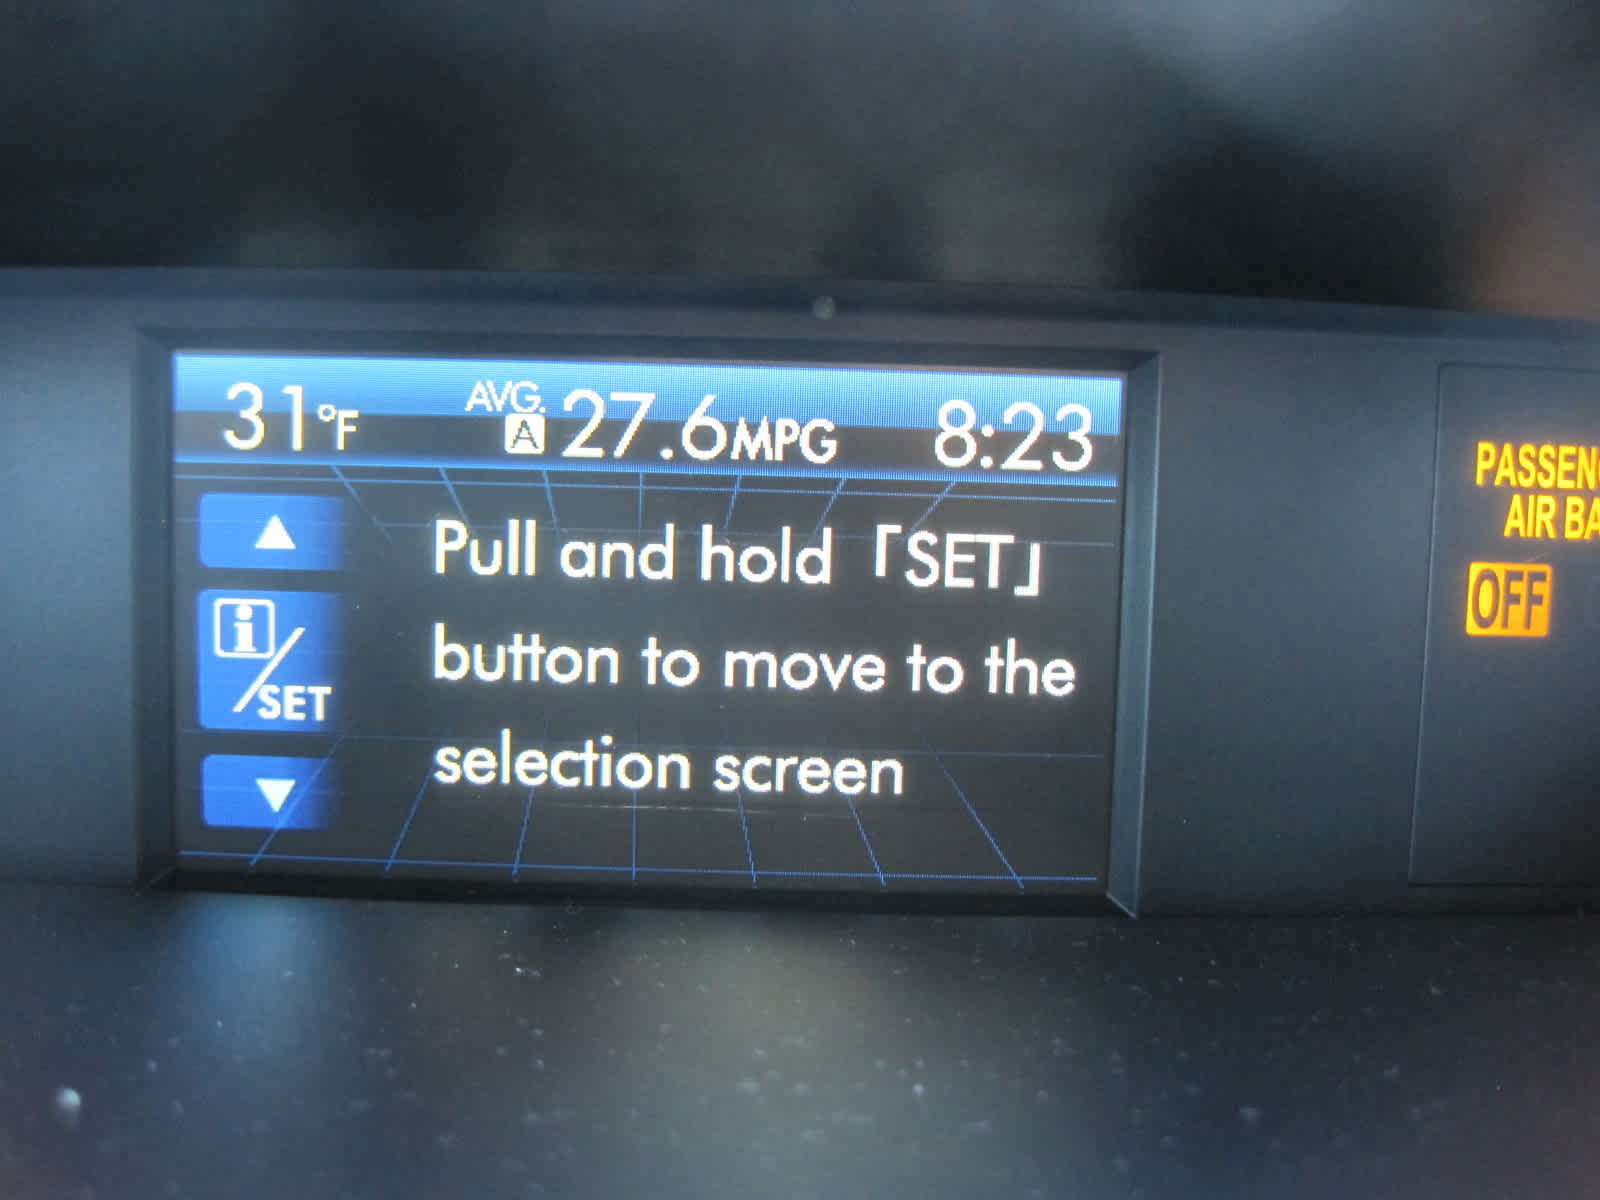 31°F AVG. A 27.6MPG 8:23
Pull and hold「SET」
button to move to the
selection screen
i/SET
PASSEN
AIR BA
OFF